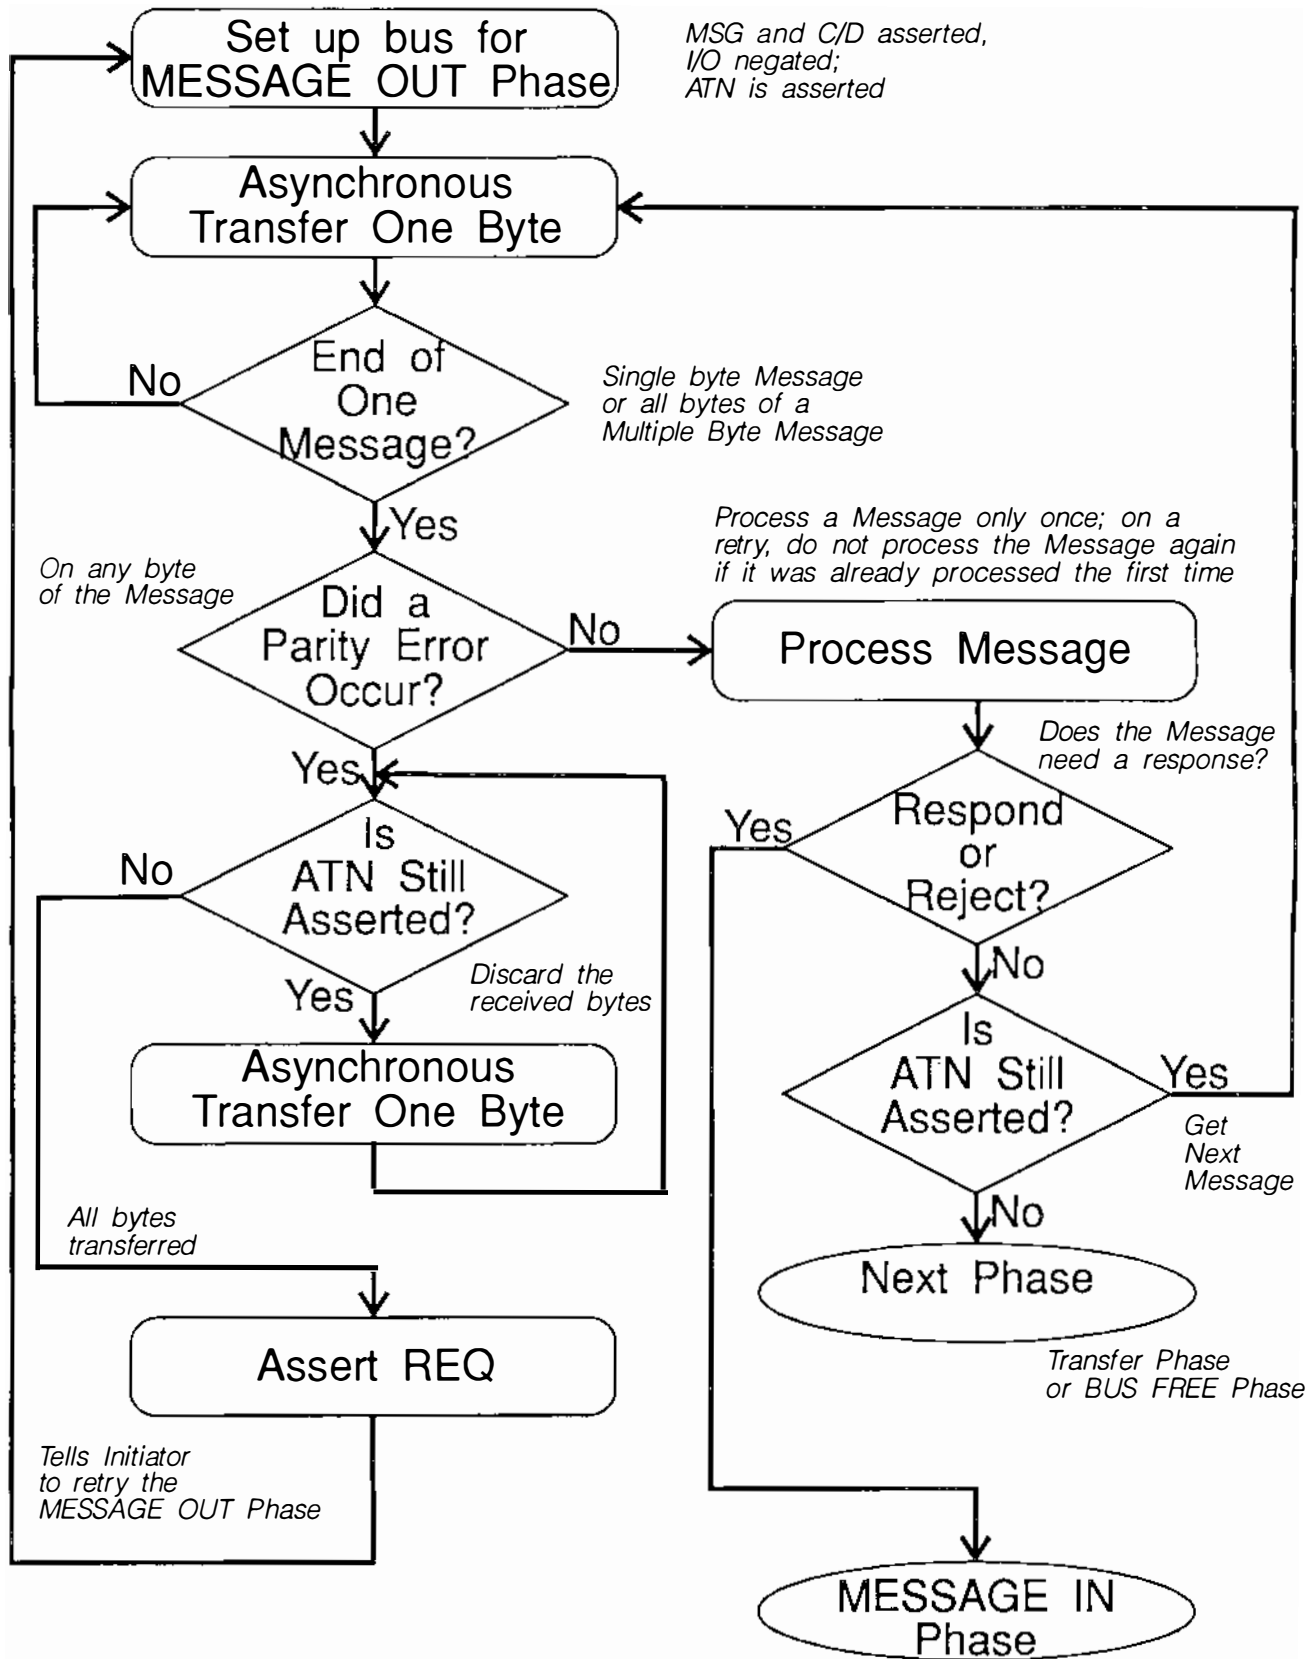 Set up bus for
MESSAGE OUT Phase
MSG and C/D asserted,
I/O negated;
ATN is asserted
Asynchronous
Transfer One Byte
End of
One
Message?
No
Single byte Message
or all bytes of a
Multiple Byte Message
Yes
On any byte
of the Message
Did a
Parity Error
Occur?
No
Process a Message only once; on a
retry, do not process the Message again
if it was already processed the first time
Process Message
Does the Message
need a response?
Yes
Respond
or
Reject?
Yes
No
Is
ATN Still
Asserted?
No
Yes
Discard the
received bytes
Asynchronous
Transfer One Byte
Is
ATN Still
Asserted?
Yes
Get
Next
Message
No
Next Phase
Transfer Phase
or BUS FREE Phase
All bytes
transferred
Assert REQ
Tells Initiator
to retry the
MESSAGE OUT Phase
MESSAGE IN
Phase